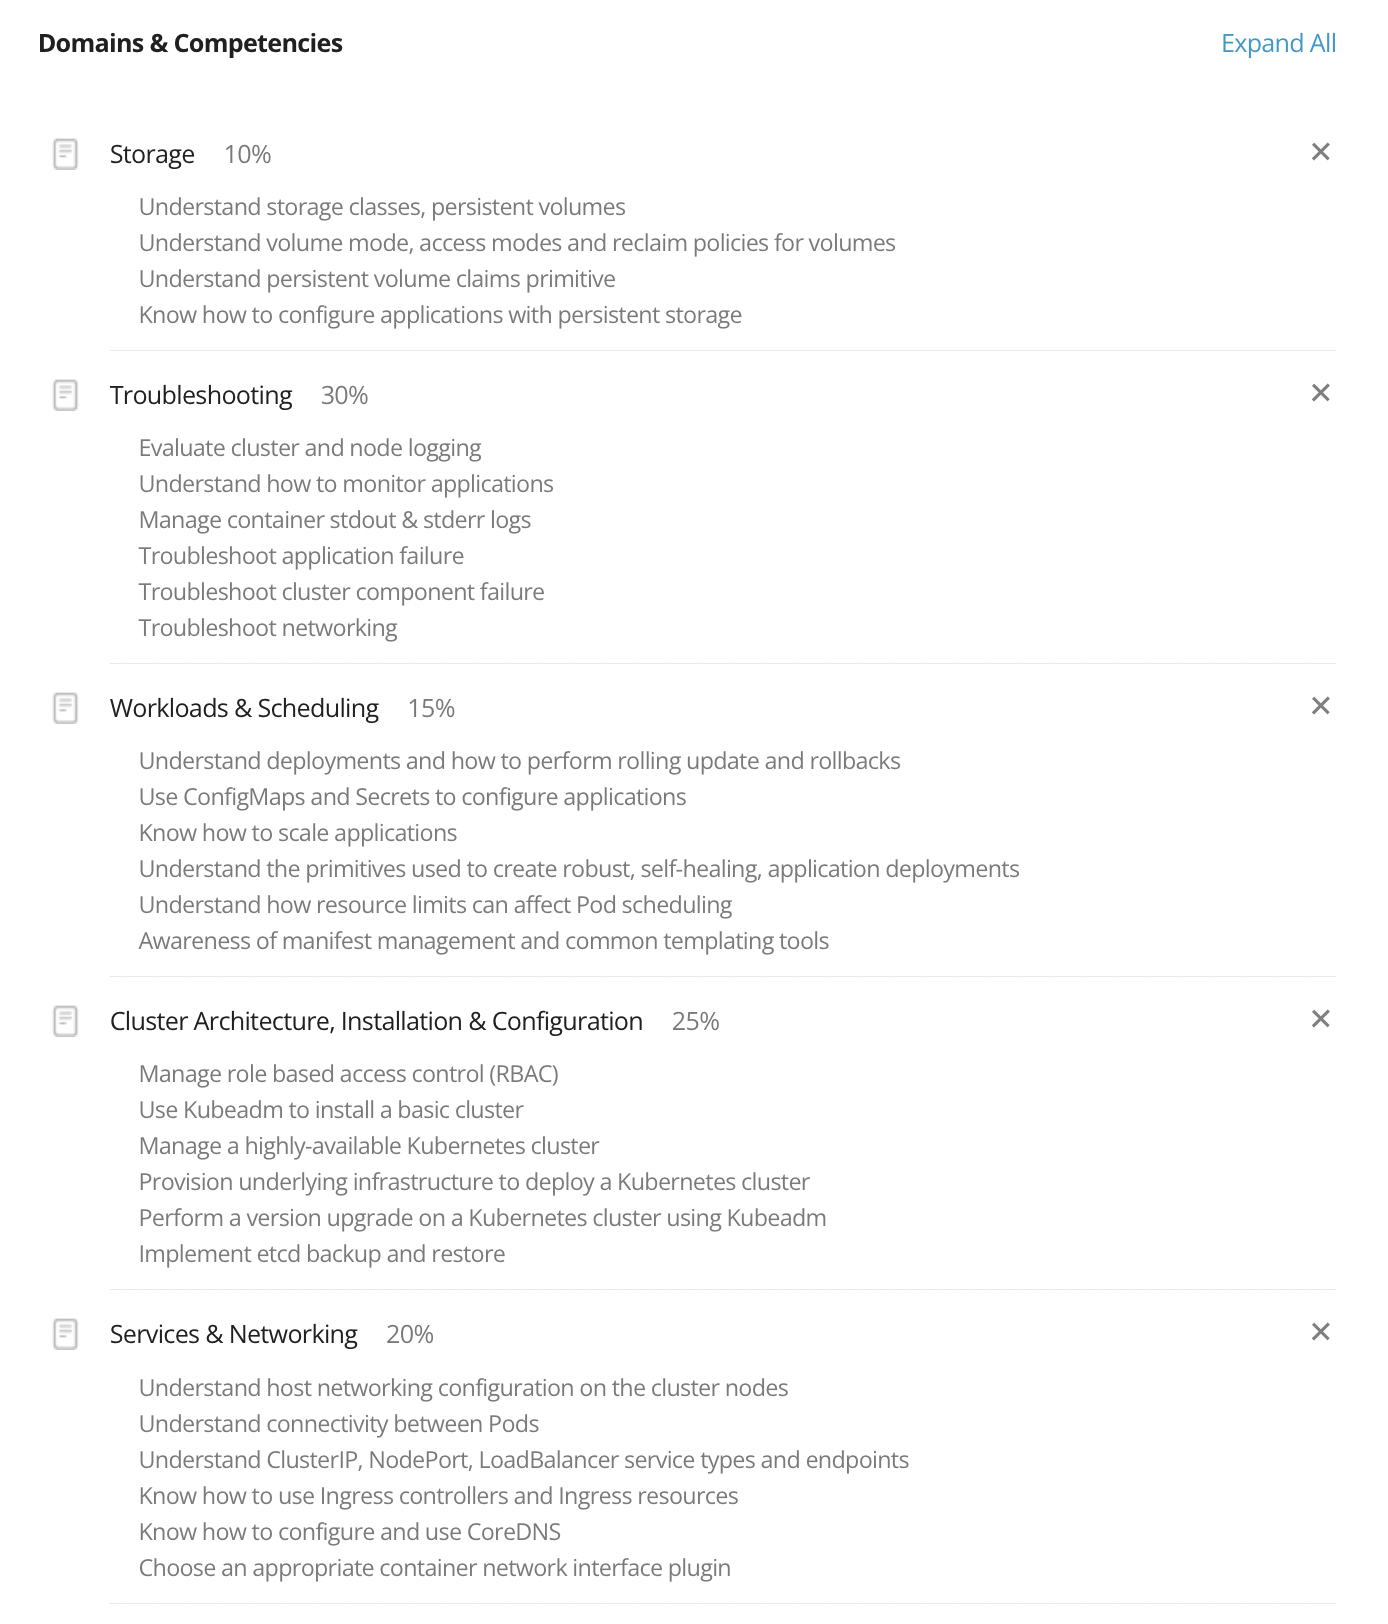 Domains & Competencies
Expand All
Storage 10%
Understand storage classes, persistent volumes
Understand volume mode, access modes and reclaim policies for volumes
Understand persistent volume claims primitive
Know how to configure applications with persistent storage
Troubleshooting 30%
Evaluate cluster and node logging
Understand how to monitor applications
Manage container stdout & stderr logs
Troubleshoot application failure
Troubleshoot cluster component failure
Troubleshoot networking
Workloads & Scheduling 15%
Understand deployments and how to perform rolling update and rollbacks
Use ConfigMaps and Secrets to configure applications
Know how to scale applications
Understand the primitives used to create robust, self-healing, application deployments
Understand how resource limits can affect Pod scheduling
Awareness of manifest management and common templating tools
Cluster Architecture, Installation & Configuration 25%
Manage role based access control (RBAC)
Use Kubeadm to install a basic cluster
Manage a highly-available Kubernetes cluster
Provision underlying infrastructure to deploy a Kubernetes cluster
Perform a version upgrade on a Kubernetes cluster using Kubeadm
Implement etcd backup and restore
Services & Networking 20%
Understand host networking configuration on the cluster nodes
Understand connectivity between Pods
Understand ClusterIP, NodePort, LoadBalancer service types and endpoints
Know how to use Ingress controllers and Ingress resources
Know how to configure and use CoreDNS
Choose an appropriate container network interface plugin